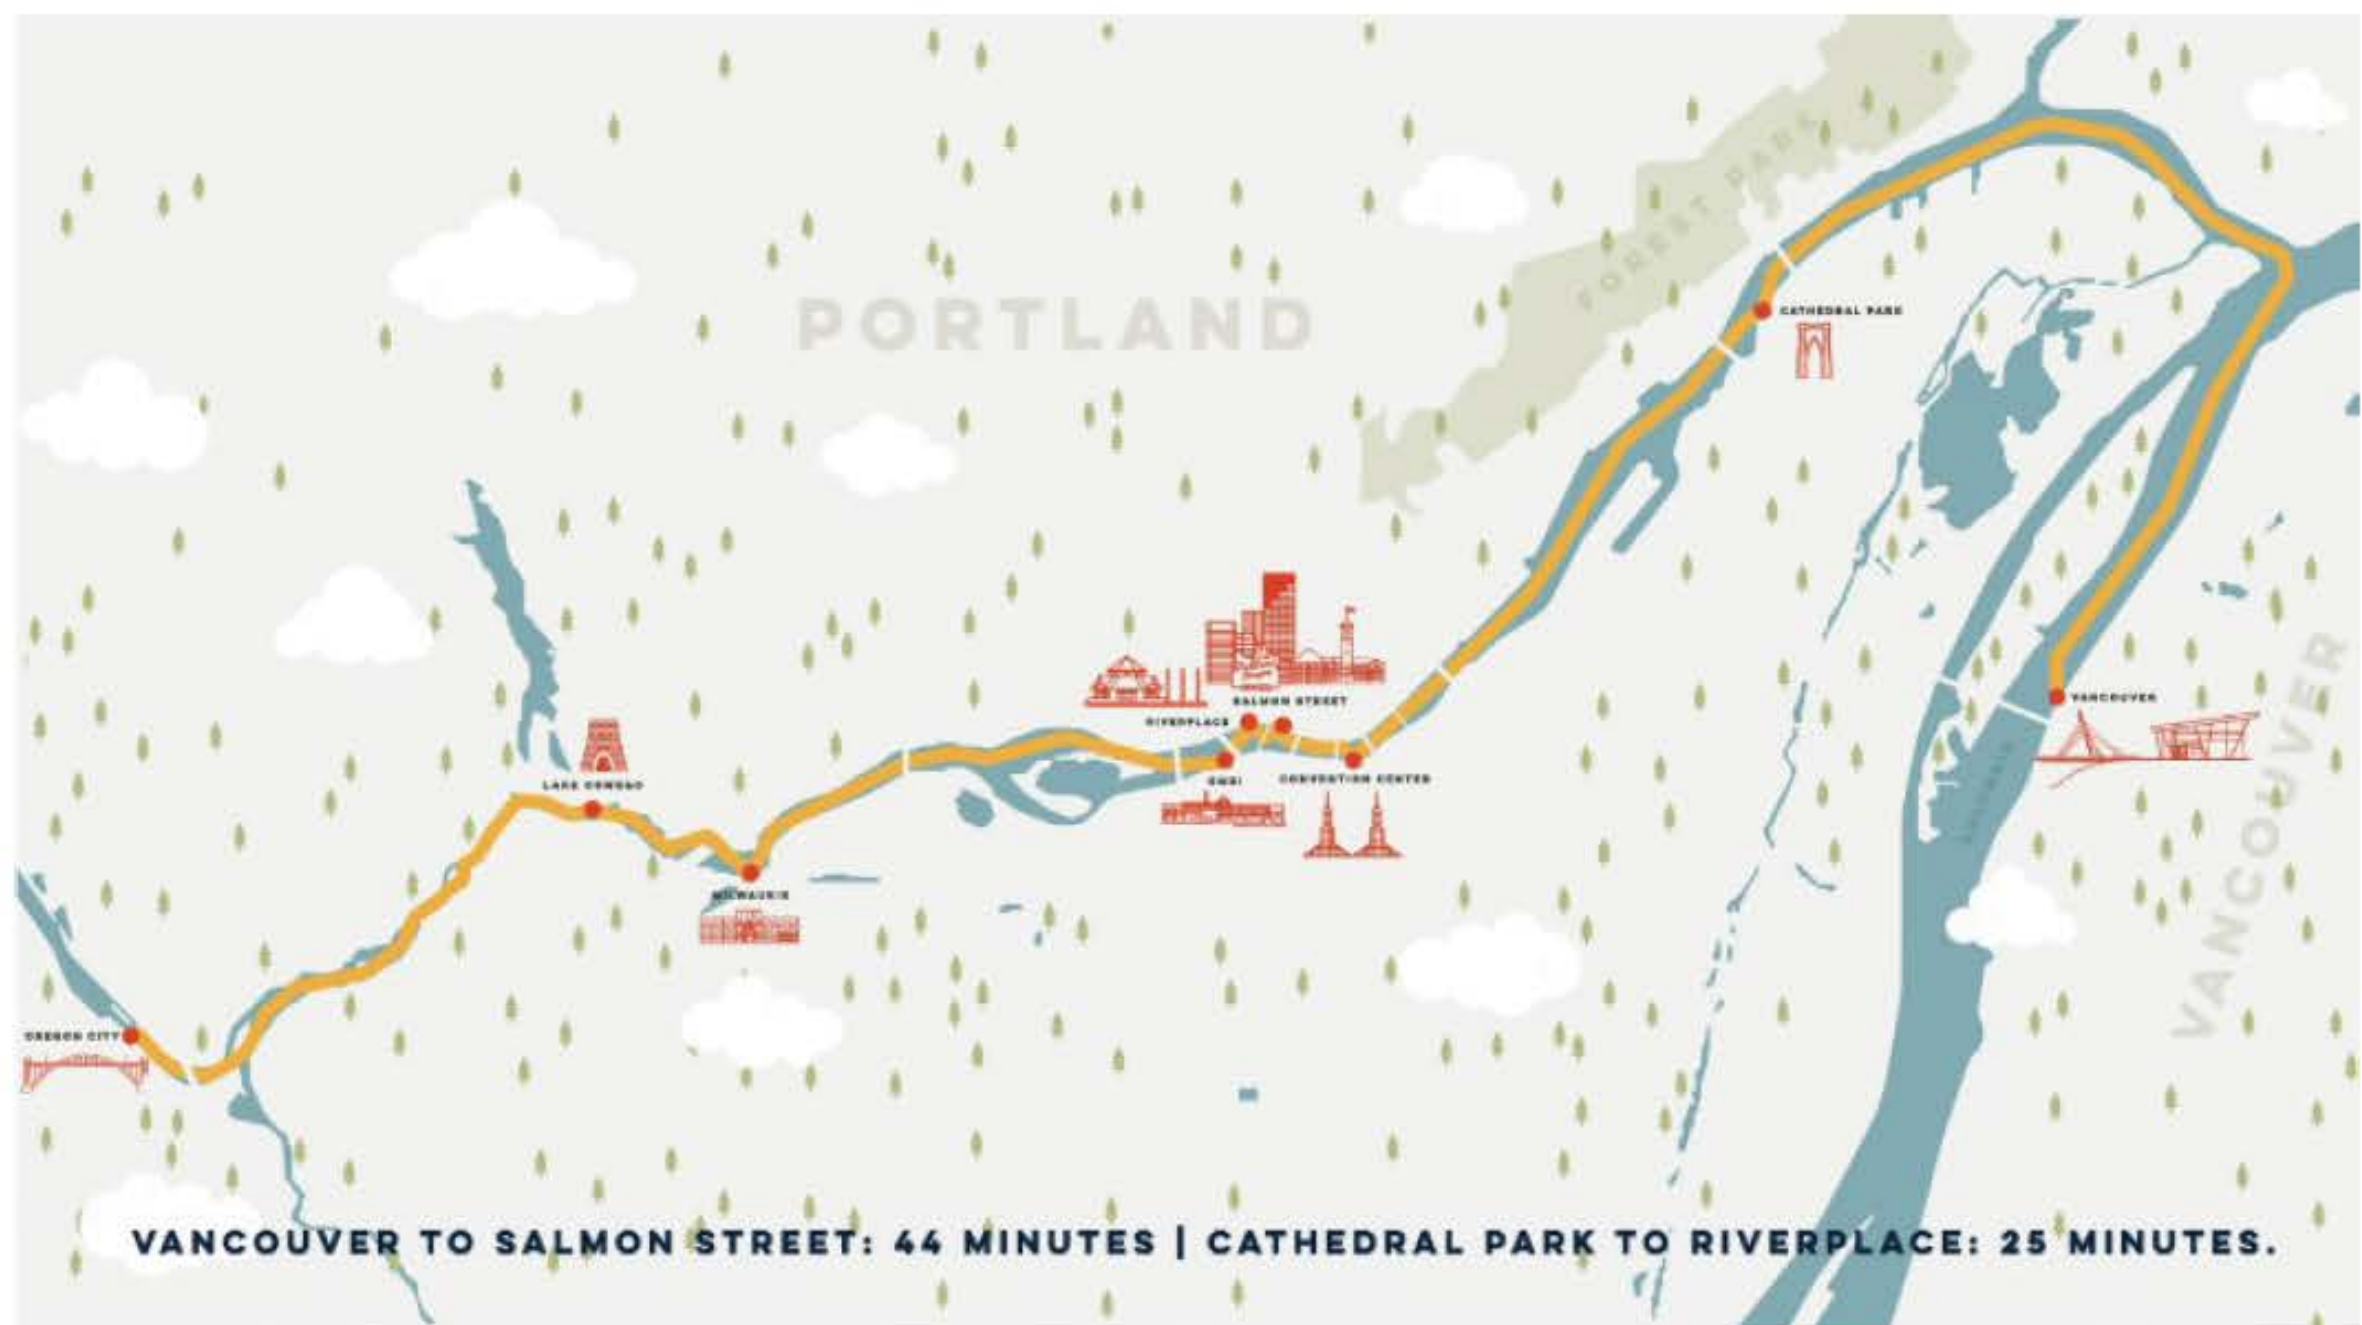 FOREST PARK
PORTLAND
CATHEDRAL PARK
SALMON STREET
RIVERPLACE
VANCOUVER
OMSI
CONVENTION CENTER
LAKE OSWEGO
MILWAUKIE
VANCOUVER
OREGON CITY
VANCOUVER TO SALMON STREET: 44 MINUTES | CATHEDRAL PARK TO RIVERPLACE: 25 MINUTES.